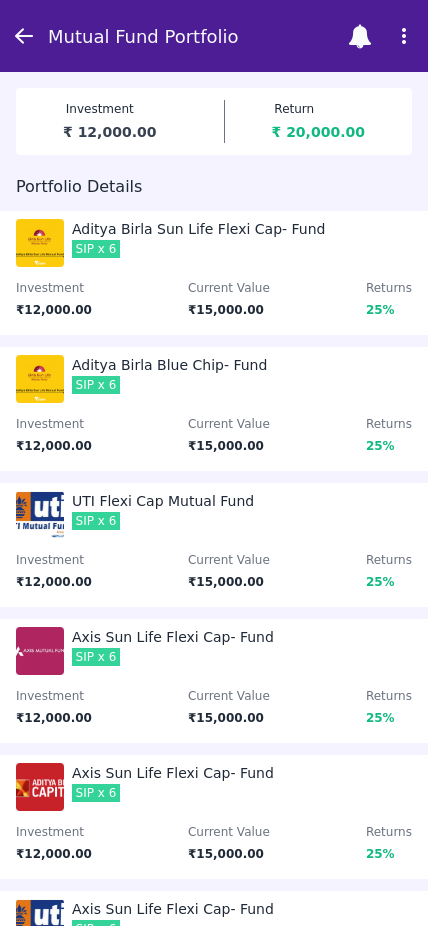 Mutual Fund Portfolio
Investment Return
₹ 12,000.00 ₹ 20,000.00
Portfolio Details
Aditya Birla Sun Life Flexi Cap- Fund
SIP x 6
Investment Current Value Returns
₹12,000.00 ₹15,000.00 25%
Aditya Birla Blue Chip- Fund
SIP x 6
Investment Current Value Returns
₹12,000.00 ₹15,000.00 25%
uti
UTI Flexi Cap Mutual Fund
SIP x 6
Investment Current Value Returns
₹12,000.00 ₹15,000.00 25%
AXIS MUTUAL FUN
Axis Sun Life Flexi Cap- Fund
SIP x 6
Investment Current Value Returns
₹12,000.00 ₹15,000.00 25%
ADITYA BI
CAPIT
Axis Sun Life Flexi Cap- Fund
SIP x 6
Investment Current Value Returns
₹12,000.00 ₹15,000.00 25%
uti
Axis Sun Life Flexi Cap- Fund
SIP x 6